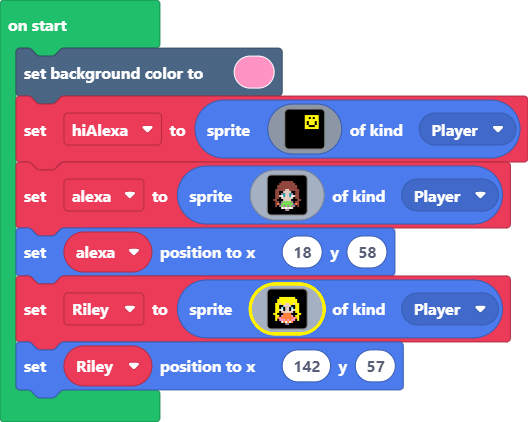 on start
set background color to
set hiAlexa to sprite of kind Player
set alexa to sprite of kind Player
set alexa position to x 18 y 58
set Riley to sprite of kind Player
set Riley position to x 142 y 57